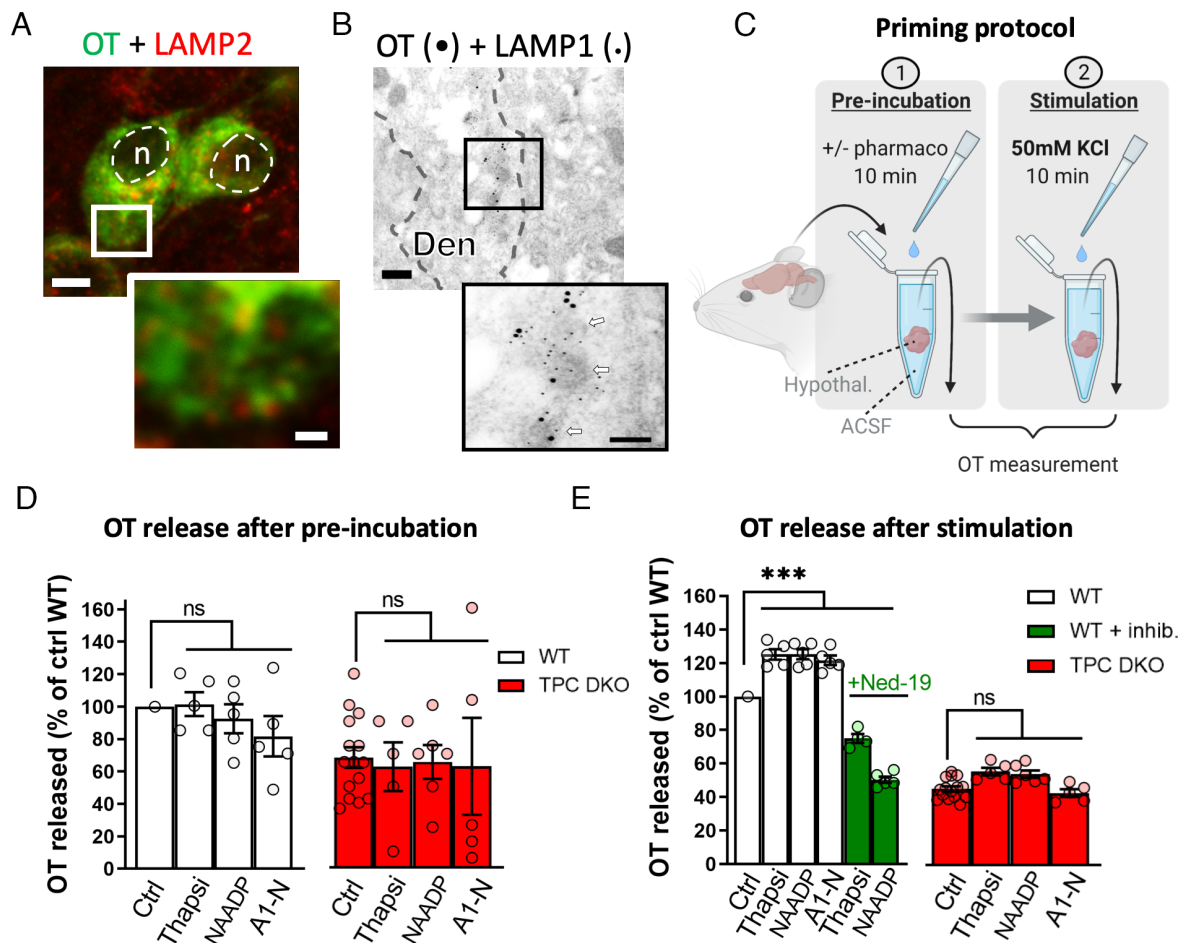 A
OT + LAMP2
n
n
B
OT (●) + LAMP1 (.)
Den
C
Priming protocol
1
Pre-incubation
+/- pharmaco
10 min
2
Stimulation
50mM KCl
10 min
Hypothal.
ACSF
OT measurement
D
OT release after pre-incubation
OT released (% of ctrl WT)
160
140
120
100
80
60
40
20
0
ns
Ctrl
Thapsi
NAADP
A1-N
ns
Ctrl
Thapsi
NAADP
A1-N
WT
TPC DKO
E
OT release after stimulation
OT released (% of ctrl WT)
160
140
120
100
80
60
40
20
0
***
+Ned-19
Ctrl
Thapsi
NAADP
A1-N
Thapsi
NAADP
ns
Ctrl
Thapsi
NAADP
A1-N
WT
WT + inhib.
TPC DKO